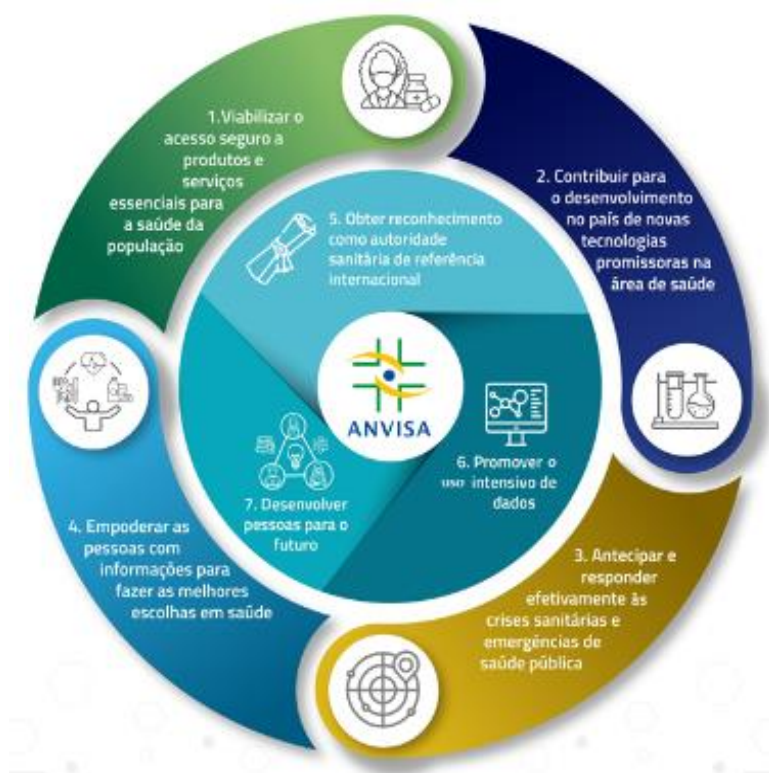 1.Viabilizar o
acesso seguro a
produtos e
serviços
essenciais para
a saúde da
população
2. Contribuir para
o desenvolvimento
no país de novas
tecnologias
promissoras na
área de saúde
3. Antecipar e
responder
efetivamente às
crises sanitárias e
emergências de
saúde pública
4. Empoderar as
pessoas com
informações para
fazer as melhores
escolhas em saúde
5. Obter reconhecimento
como autoridade
sanitária de referência
internacional
6. Promover o
uso intensivo de
dados
7. Desenvolver
pessoas para o
futuro
ANVISA